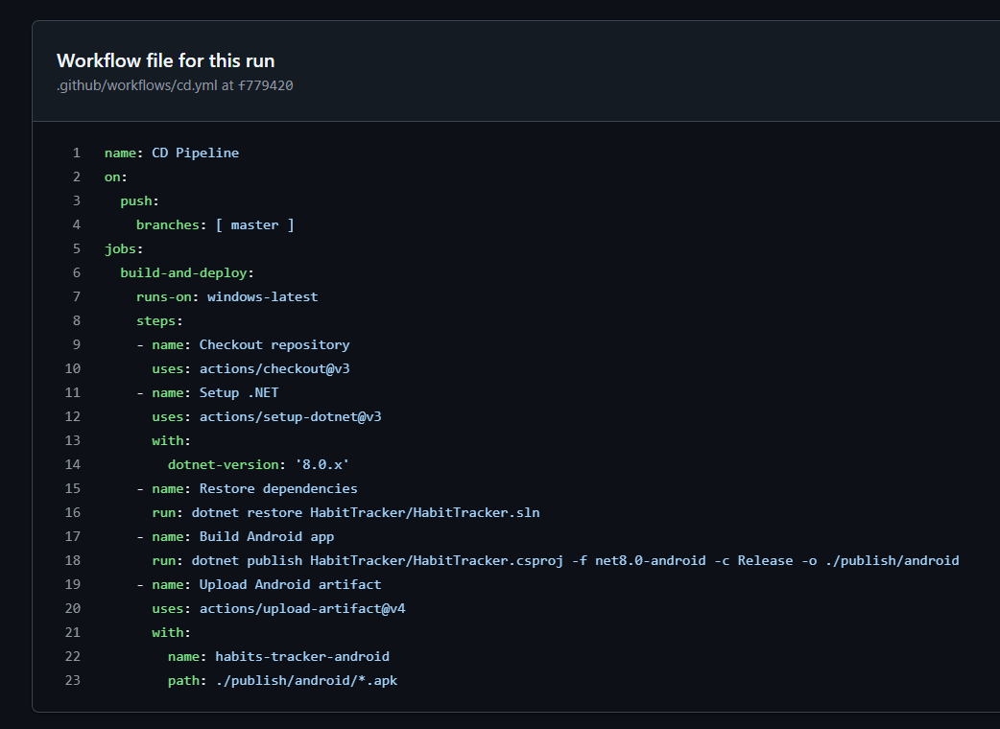 Workflow file for this run
.github/workflows/cd.yml at f779420
1 name: CD Pipeline
2 on:
3   push:
4     branches: [ master ]
5 jobs:
6   build-and-deploy:
7     runs-on: windows-latest
8     steps:
9     - name: Checkout repository
10       uses: actions/checkout@v3
11     - name: Setup .NET
12       uses: actions/setup-dotnet@v3
13       with:
14         dotnet-version: '8.0.x'
15     - name: Restore dependencies
16       run: dotnet restore HabitTracker/HabitTracker.sln
17     - name: Build Android app
18       run: dotnet publish HabitTracker/HabitTracker.csproj -f net8.0-android -c Release -o ./publish/android
19     - name: Upload Android artifact
20       uses: actions/upload-artifact@v4
21       with:
22         name: habits-tracker-android
23         path: ./publish/android/*.apk